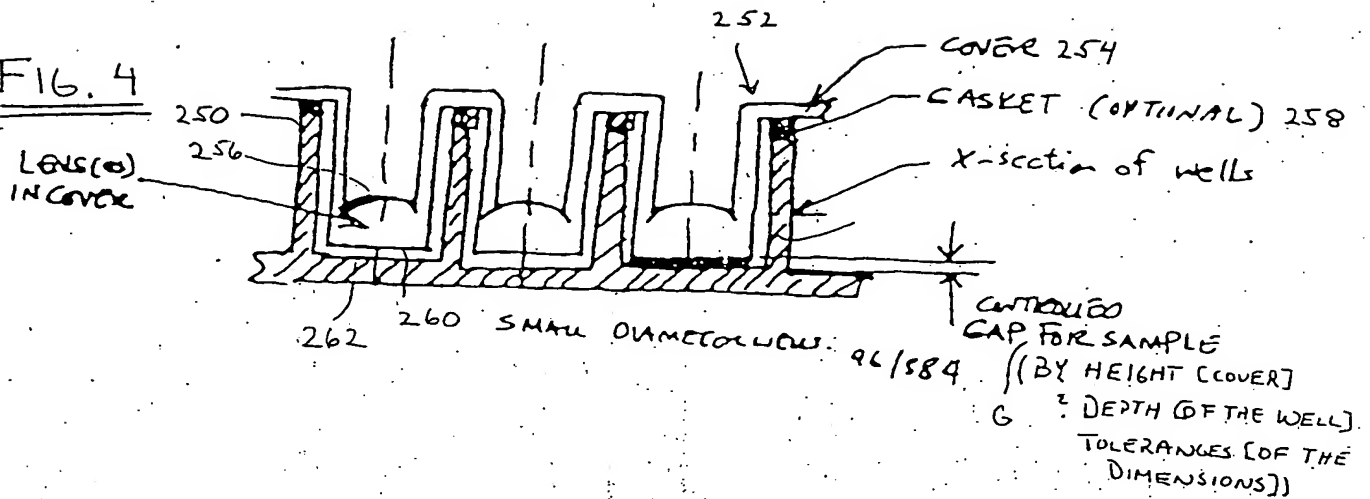 FIG. 4
252
COVER 254
GASKET (OPTIONAL) 258
X-section of wells
250
256
LENS(ES)
IN COVER
262
260
SMALL DIAMETER WELLS.
96/384
CONTROLLED
GAP FOR SAMPLE
(BY HEIGHT [COVER]
G
& DEPTH [OF THE WELL]
TOLERANCES [OF THE
DIMENSIONS])